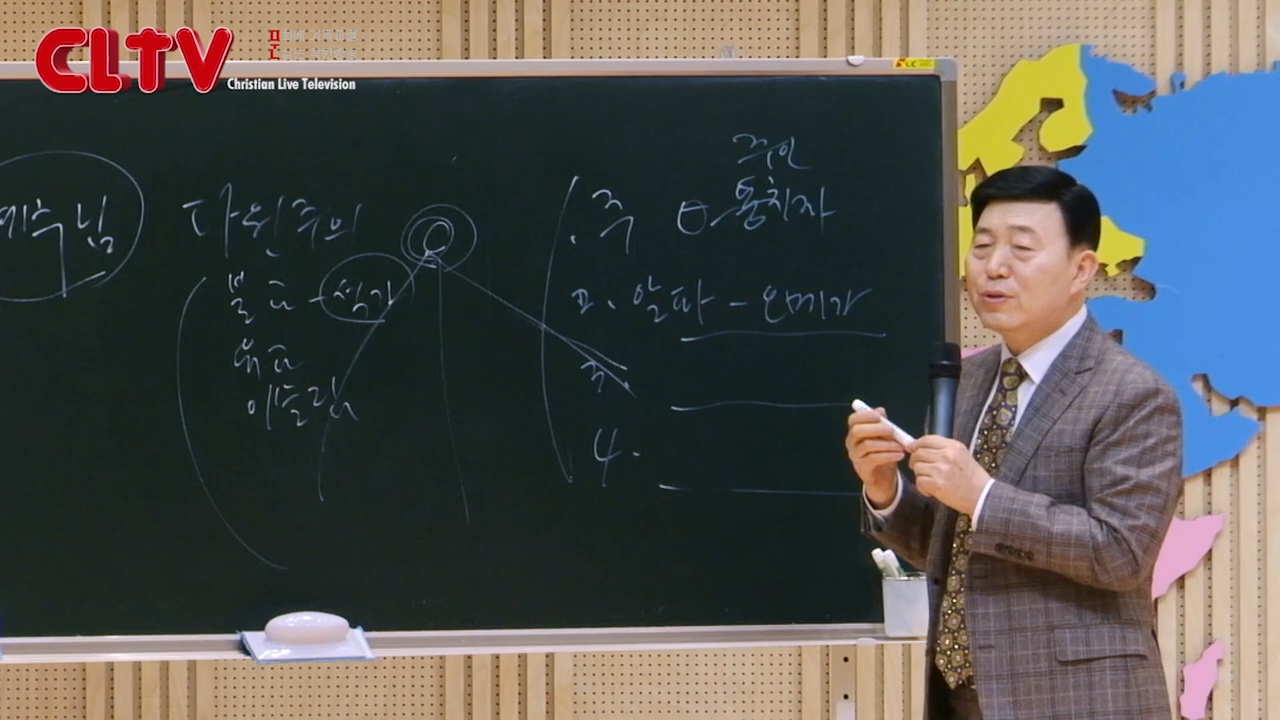 CLTV
Christian Live Television
예수님
다원주의
불교 - 석가
유교
이슬람
주인
. 주 통치자
2. 알파 - 오메가
4.